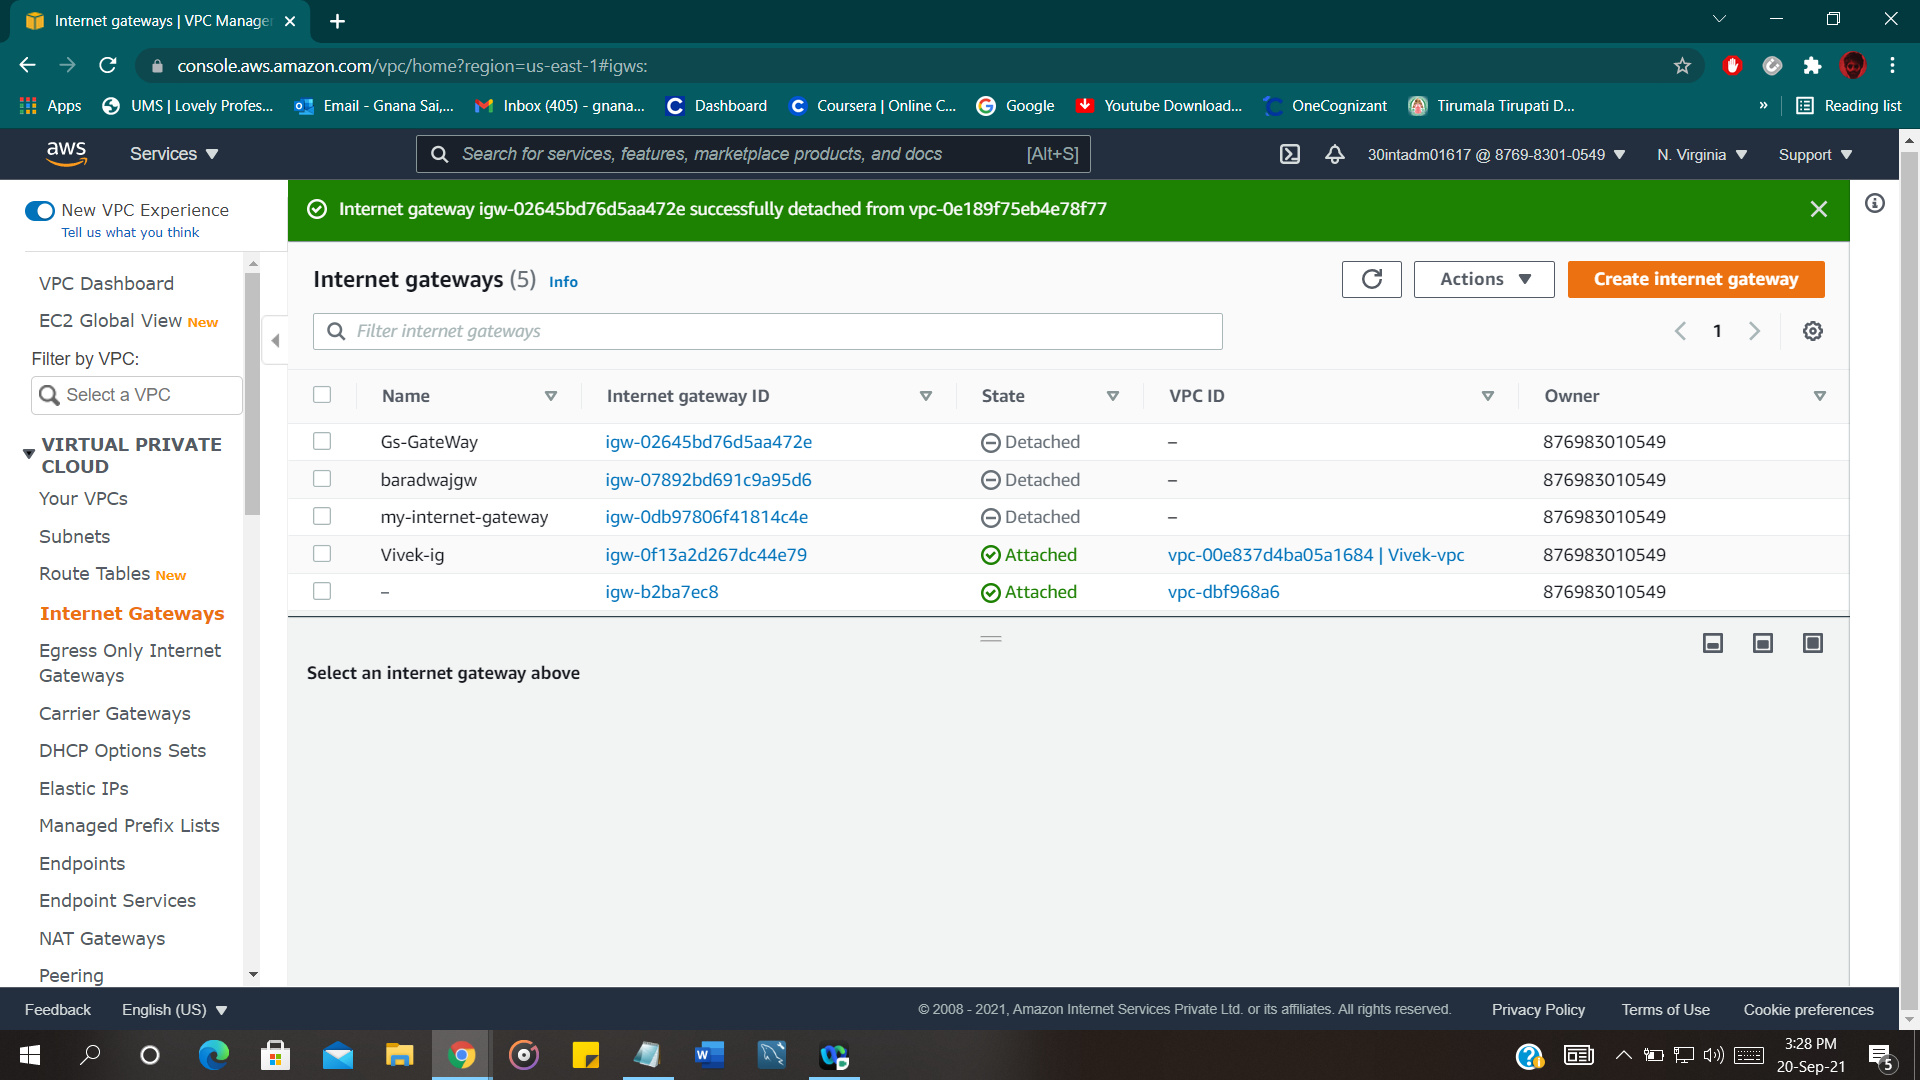 Internet gateways | VPC Manager
console.aws.amazon.com/vpc/home?region=us-east-1#igws:
Apps UMS | Lovely Profes... Email - Gnana Sai,... Inbox (405) - gnana... Dashboard Coursera | Online C... Google Youtube Download... OneCognizant Tirumala Tirupati D... » Reading list
aws Services Search for services, features, marketplace products, and docs [Alt+S] 30intadm01617 @ 8769-8301-0549 N. Virginia Support
New VPC Experience
Tell us what you think
Internet gateway igw-02645bd76d5aa472e successfully detached from vpc-0e189f75eb4e78f77
VPC Dashboard
EC2 Global View New
Filter by VPC:
Select a VPC
VIRTUAL PRIVATE
CLOUD
Your VPCs
Subnets
Route Tables New
Internet Gateways
Egress Only Internet
Gateways
Carrier Gateways
DHCP Options Sets
Elastic IPs
Managed Prefix Lists
Endpoints
Endpoint Services
NAT Gateways
Peering
Internet gateways (5) Info Actions Create internet gateway
Filter internet gateways 1
Name Internet gateway ID State VPC ID Owner
Gs-GateWay igw-02645bd76d5aa472e Detached – 876983010549
baradwajgw igw-07892bd691c9a95d6 Detached – 876983010549
my-internet-gateway igw-0db97806f41814c4e Detached – 876983010549
Vivek-ig igw-0f13a2d267dc44e79 Attached vpc-00e837d4ba05a1684 | Vivek-vpc 876983010549
– igw-b2ba7ec8 Attached vpc-dbf968a6 876983010549
Select an internet gateway above
Feedback English (US) © 2008 - 2021, Amazon Internet Services Private Ltd. or its affiliates. All rights reserved. Privacy Policy Terms of Use Cookie preferences
3:28 PM
20-Sep-21
5